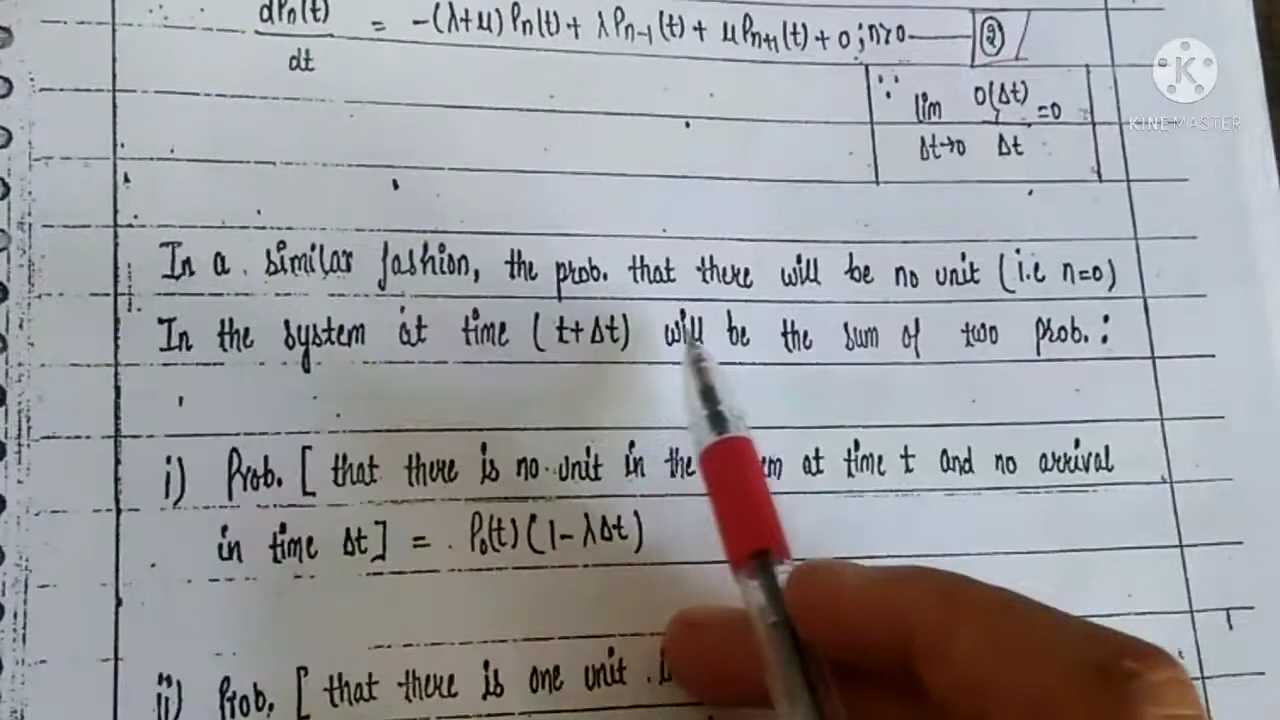 dPn(t)/dt = -(λ+μ) Pn(t) + λPn-1(t) + μPn+1(t) + 0 ; n>0 — ②
∵ lim Δt→0 O(Δt)/Δt = 0
KINEMASTER
In a similar fashion, the prob. that there will be no unit (i.e n=0)
In the system at time (t+Δt) will be the sum of two prob. :
i) Prob. [ that there is no unit in the at time t and no arrival
in time Δt ] = P₀(t) (1-λΔt)
ii) Prob. [ that there is one unit